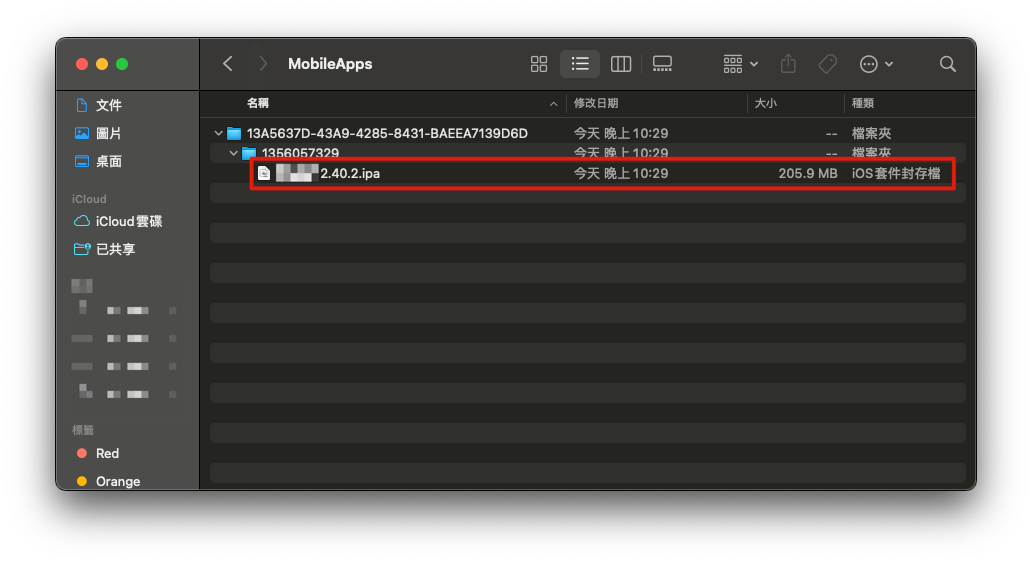 MobileApps
文件
圖片
桌面
iCloud
iCloud雲碟
已共享
標籤
Red
Orange
名稱 修改日期 大小 種類
13A5637D-43A9-4285-8431-BAEEA7139D6D 今天 晚上 10:29 -- 檔案夾
1356057329 今天 晚上 10:29 -- 檔案夾
2.40.2.ipa 今天 晚上 10:29 205.9 MB iOS套件封存檔